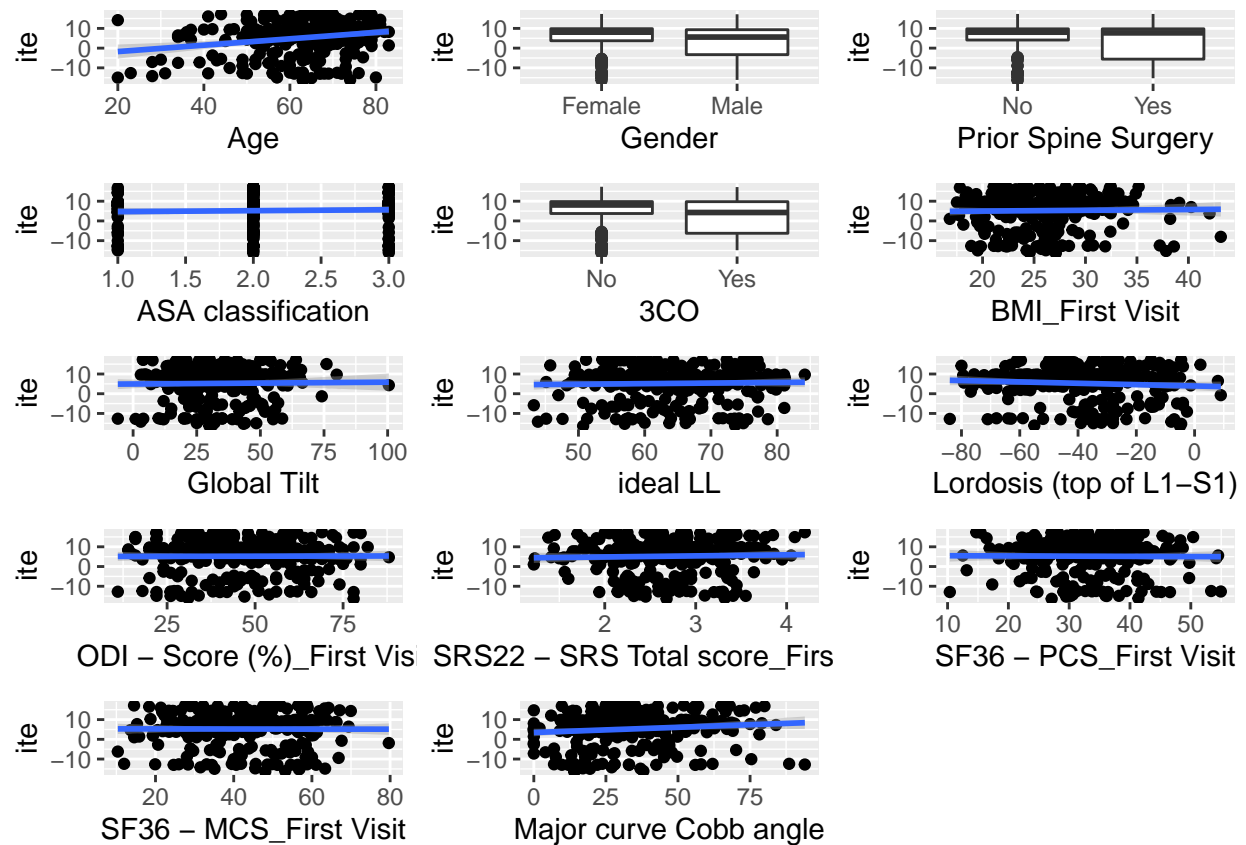 ite 10 0 −10 20 40 60 80 Age
ite 10 0 −10 Female Male Gender
ite 10 0 −10 No Yes Prior Spine Surgery
ite 10 0 −10 1.0 1.5 2.0 2.5 3.0 ASA classification
ite 10 0 −10 No Yes 3CO
ite 10 0 −10 20 25 30 35 40 BMI_First Visit
ite 10 0 −10 0 25 50 75 100 Global Tilt
ite 10 0 −10 50 60 70 80 ideal LL
ite 10 0 −10 −80 −60 −40 −20 0 Lordosis (top of L1−S1)
ite 10 0 −10 25 50 75 ODI − Score (%)_First Visi
ite 10 0 −10 2 3 4 SRS22 − SRS Total score_Firs
ite 10 0 −10 10 20 30 40 50 SF36 − PCS_First Visit
ite 10 0 −10 20 40 60 80 SF36 − MCS_First Visit
ite 10 0 −10 0 25 50 75 Major curve Cobb angle